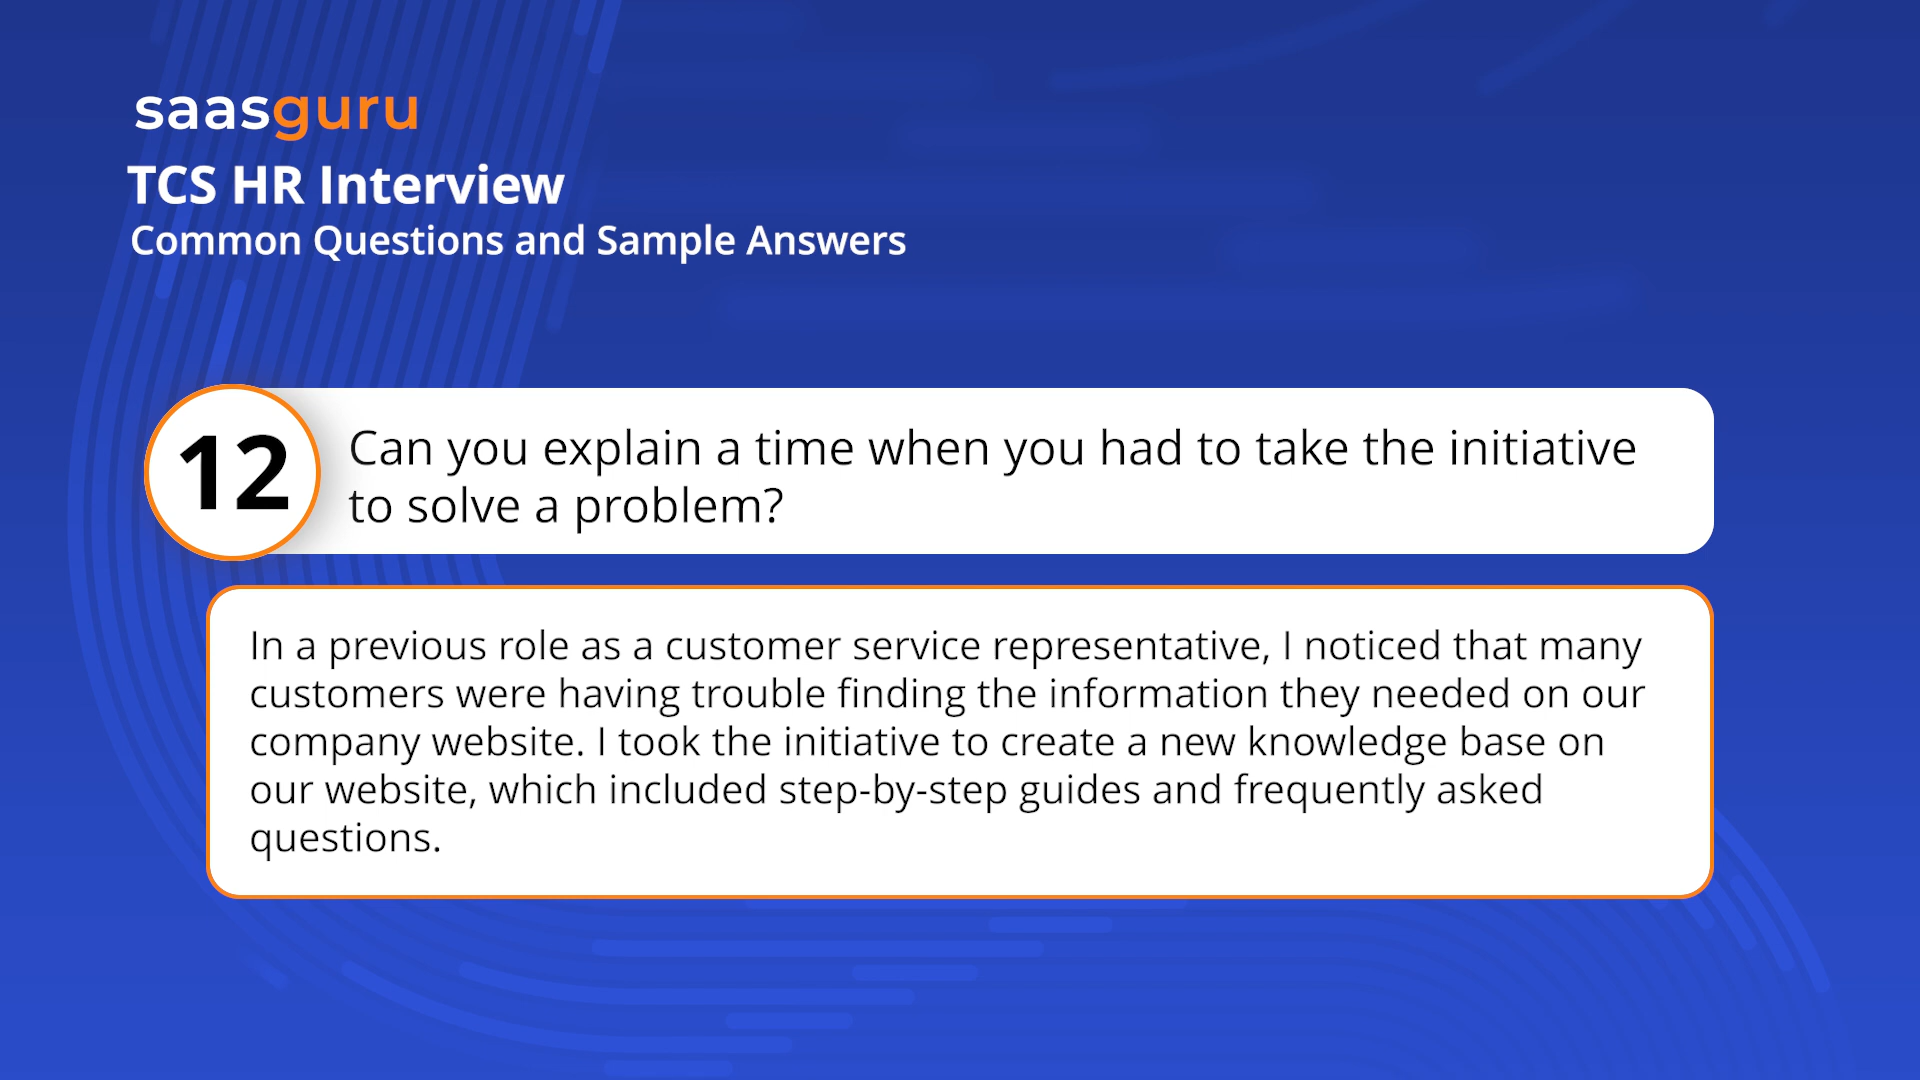 saasguru
TCS HR Interview
Common Questions and Sample Answers
12
Can you explain a time when you had to take the initiative
to solve a problem?
In a previous role as a customer service representative, I noticed that many
customers were having trouble finding the information they needed on our
company website. I took the initiative to create a new knowledge base on
our website, which included step-by-step guides and frequently asked
questions.